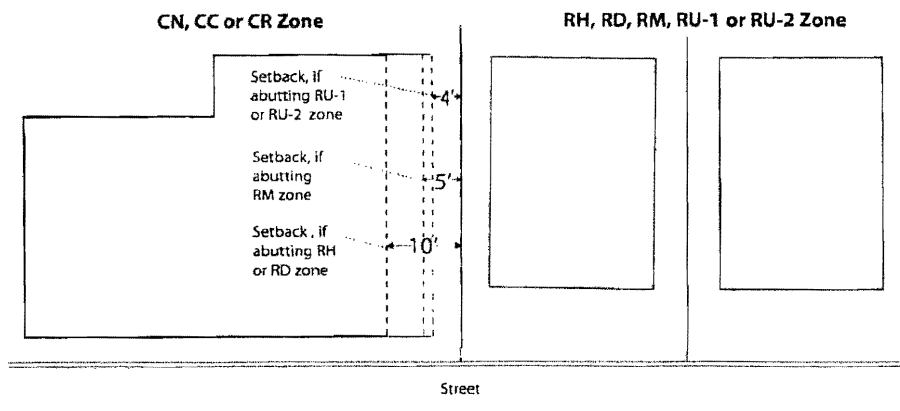 CN, CC or CR Zone
RH, RD, RM, RU-1 or RU-2 Zone
Setback, if
abutting RU-1
or RU-2 zone
4'
Setback, if
abutting
RM zone
5'
Setback, if
abutting RH
or RD zone
10'
Street